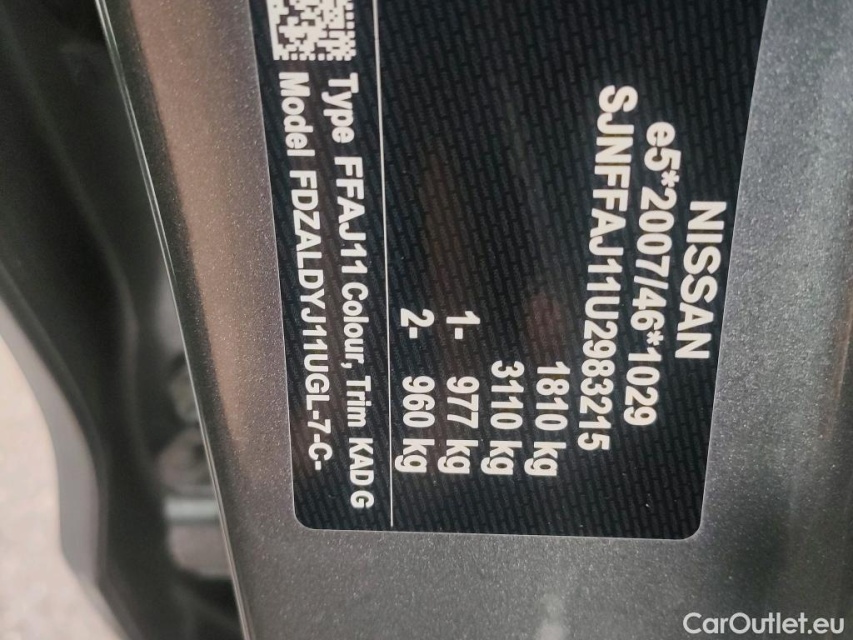 NISSAN
e5*2007/46*1029
SJNFFAJ11U2983215
1810 kg
3110 kg
1- 977 kg
2- 960 kg
Type FFAJ11 Colour, Trim KAD G
Model FDZALDYJ11UGL-7-C-
CarOutlet.eu